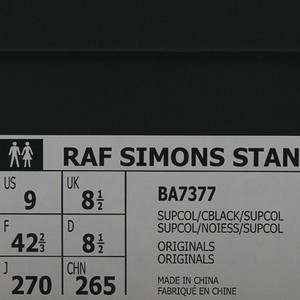 RAF SIMONS STAN
US 9 UK 8½
F 42⅔ D 8½
J 270 CHN 265
BA7377
SUPCOL/CBLACK/SUPCOL
SUPCOL/NOIESS/SUPCOL
ORIGINALS
ORIGINALS
MADE IN CHINA
FABRIQUÉ EN CHINE